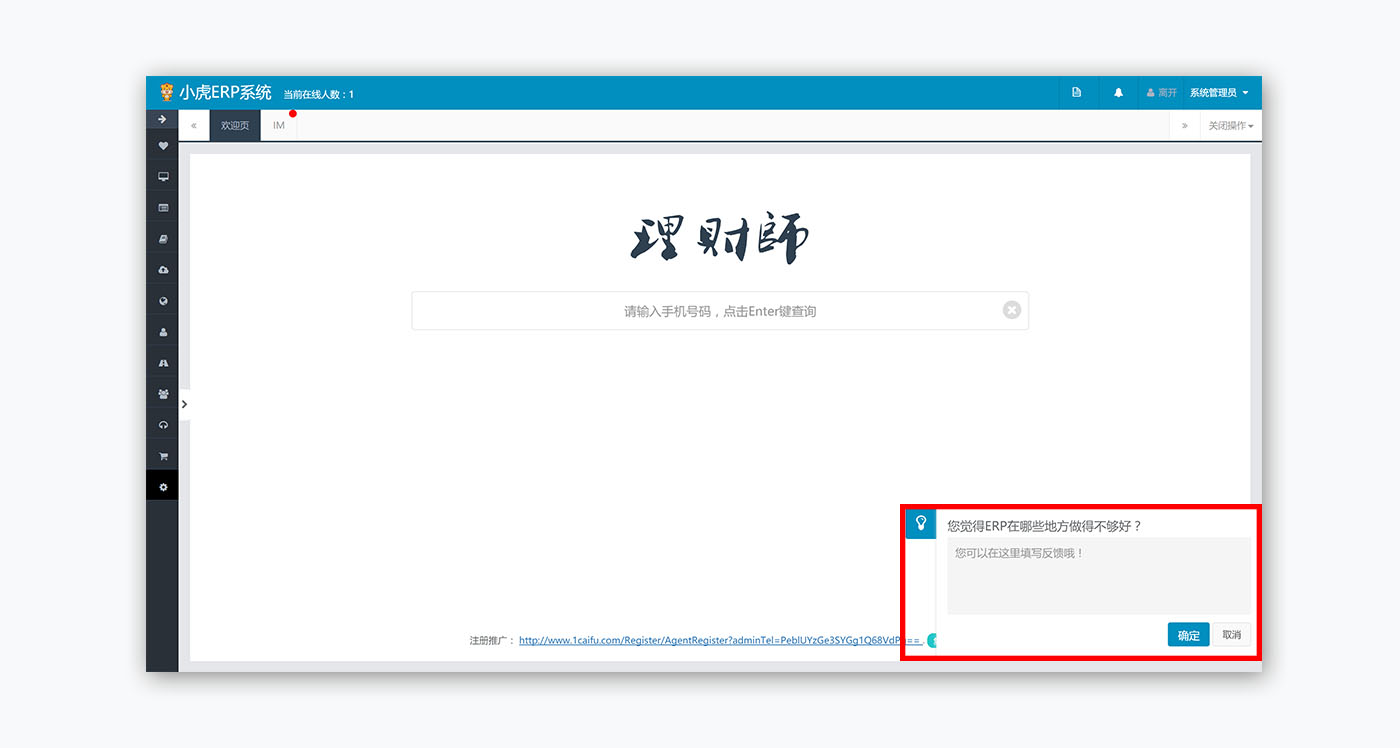 小虎ERP系统 当前在线人数：1
离开
系统管理员
欢迎页
IM
关闭操作
理财師
请输入手机号码，点击Enter键查询
您觉得ERP在哪些地方做得不够好？
您可以在这里填写反馈哦！
确定
取消
注册推广： http://www.1caifu.com/Register/AgentRegister?adminTel=PeblUYzGe3SYGg1Q68VdP